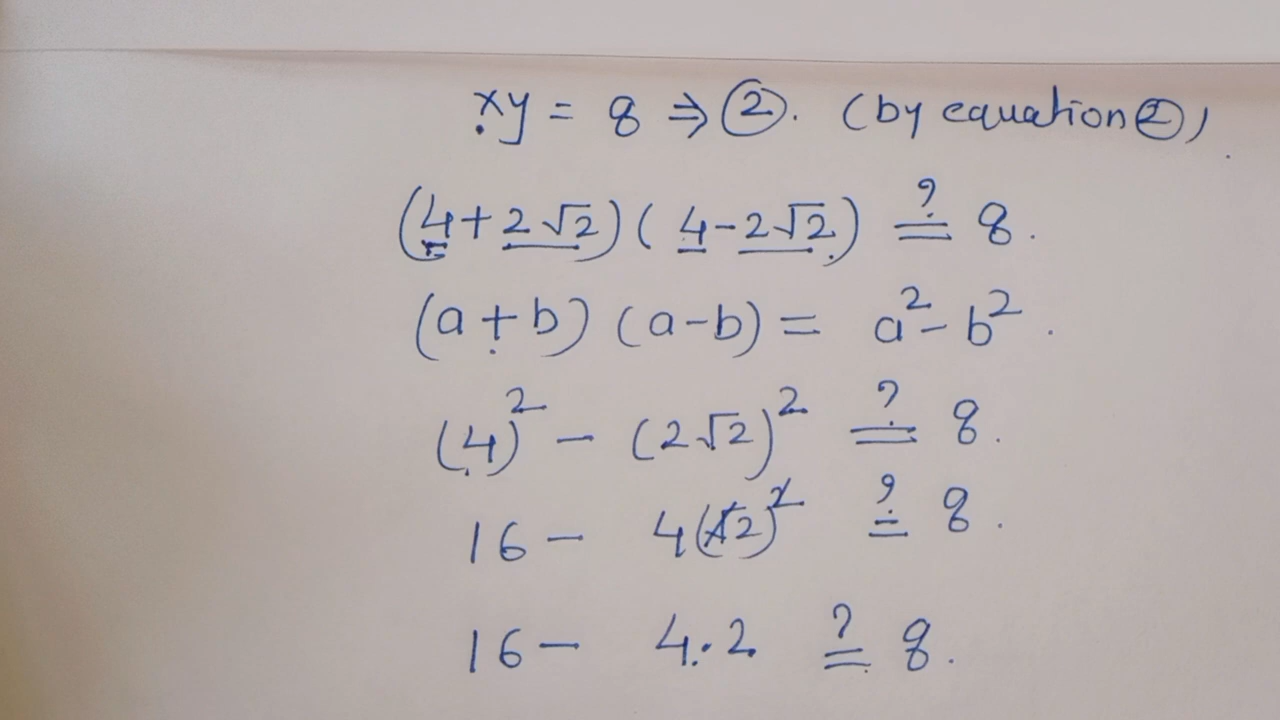 xy = 8 ⇒ ②. (by equation ②)
(4+2√2)(4-2√2) ≟ 8.
(a+b)(a-b) = a²-b².
(4)² - (2√2)² ≟ 8.
16 - 4(√2)² ≟ 8.
16 - 4.2 ≟ 8.